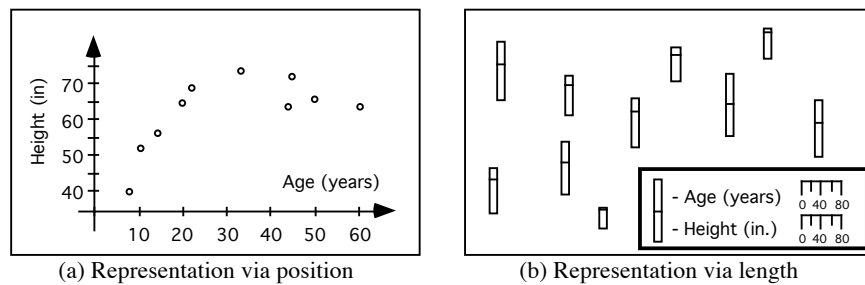 Height (in)
70
60
50
40
Age (years)
10 20 30 40 50 60
(a) Representation via position
- Age (years)
0 40 80
- Height (in.)
0 40 80
(b) Representation via length